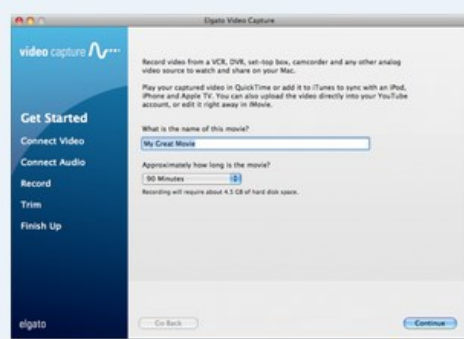 Elgato Video Capture
video capture
Record video from a VCR, DVR, set-top box, camcorder and any other analog
video source to watch and share on your Mac.
Play your captured video in QuickTime or add it to iTunes to sync with an iPod,
iPhone and Apple TV. You can also upload the video directly into your YouTube
account, or edit it right away in iMovie.
Get Started
Connect Video
Connect Audio
Record
Trim
Finish Up
What is the name of this movie?
My Great Movie
Approximately how long is the movie?
90 Minutes
Recording will require about 4.5 GB of hard disk space.
elgato
Go Back
Continue